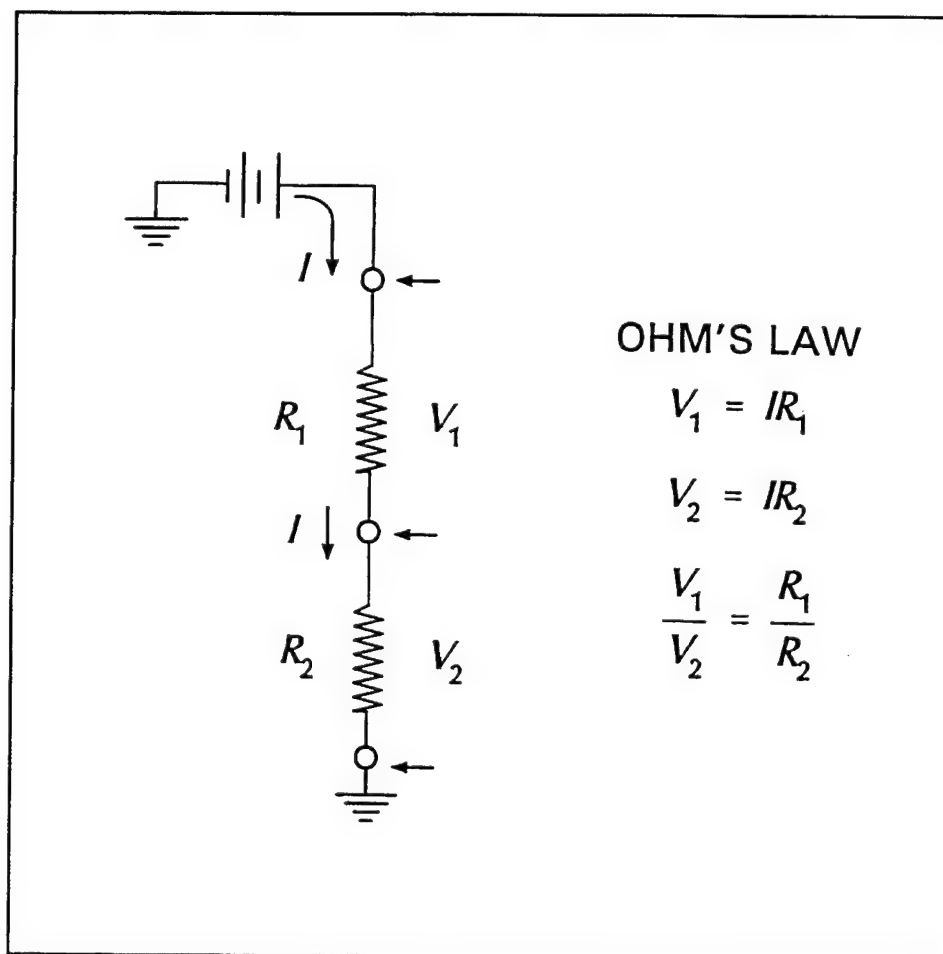 I
OHM'S LAW
R₁ V₁
V₁ = IR₁
I
V₂ = IR₂
V₁/V₂ = R₁/R₂
R₂ V₂